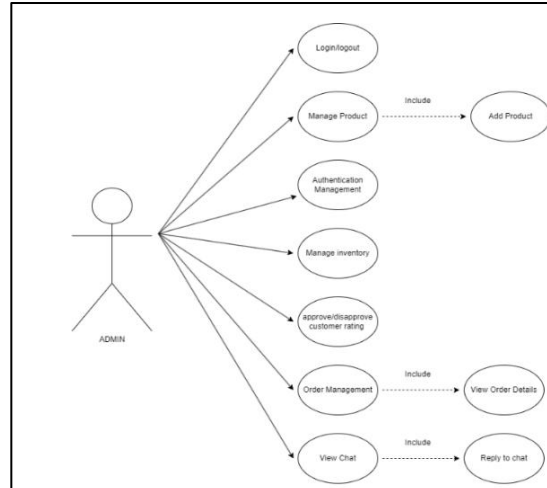 Login/logout
Include
Manage Product
Add Product
Authentication
Management
Manage inventory
approve/disapprove
customer rating
ADMIN
Include
Order Management
View Order Details
Include
View Chat
Reply to chat